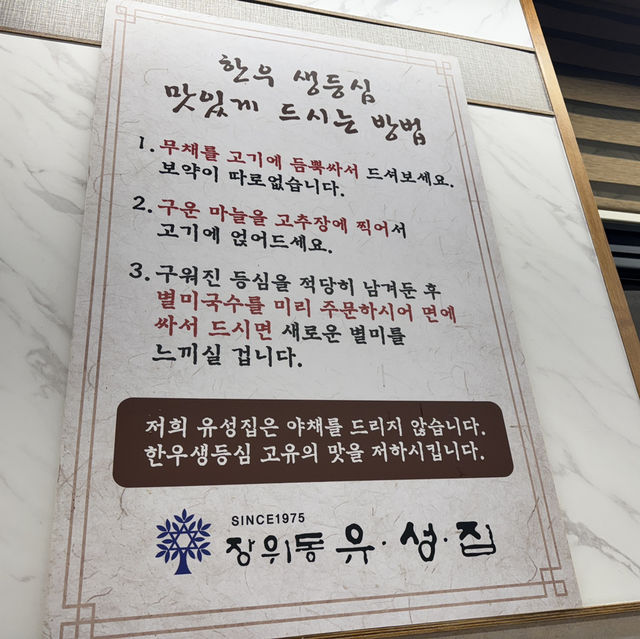 한우 생등심
맛있게 드시는 방법
1. 무채를 고기에 듬뿍싸서 드셔보세요.
보약이 따로없습니다.
2. 구운 마늘을 고추장에 찍어서
고기에 얹어드세요.
3. 구워진 등심을 적당히 남겨둔 후
별미국수를 미리 주문하시어 면에
싸서 드시면 새로운 별미를
느끼실 겁니다.
저희 유성집은 야채를 드리지 않습니다.
한우생등심 고유의 맛을 저하시킵니다.
SINCE1975
장위동 유·성·집